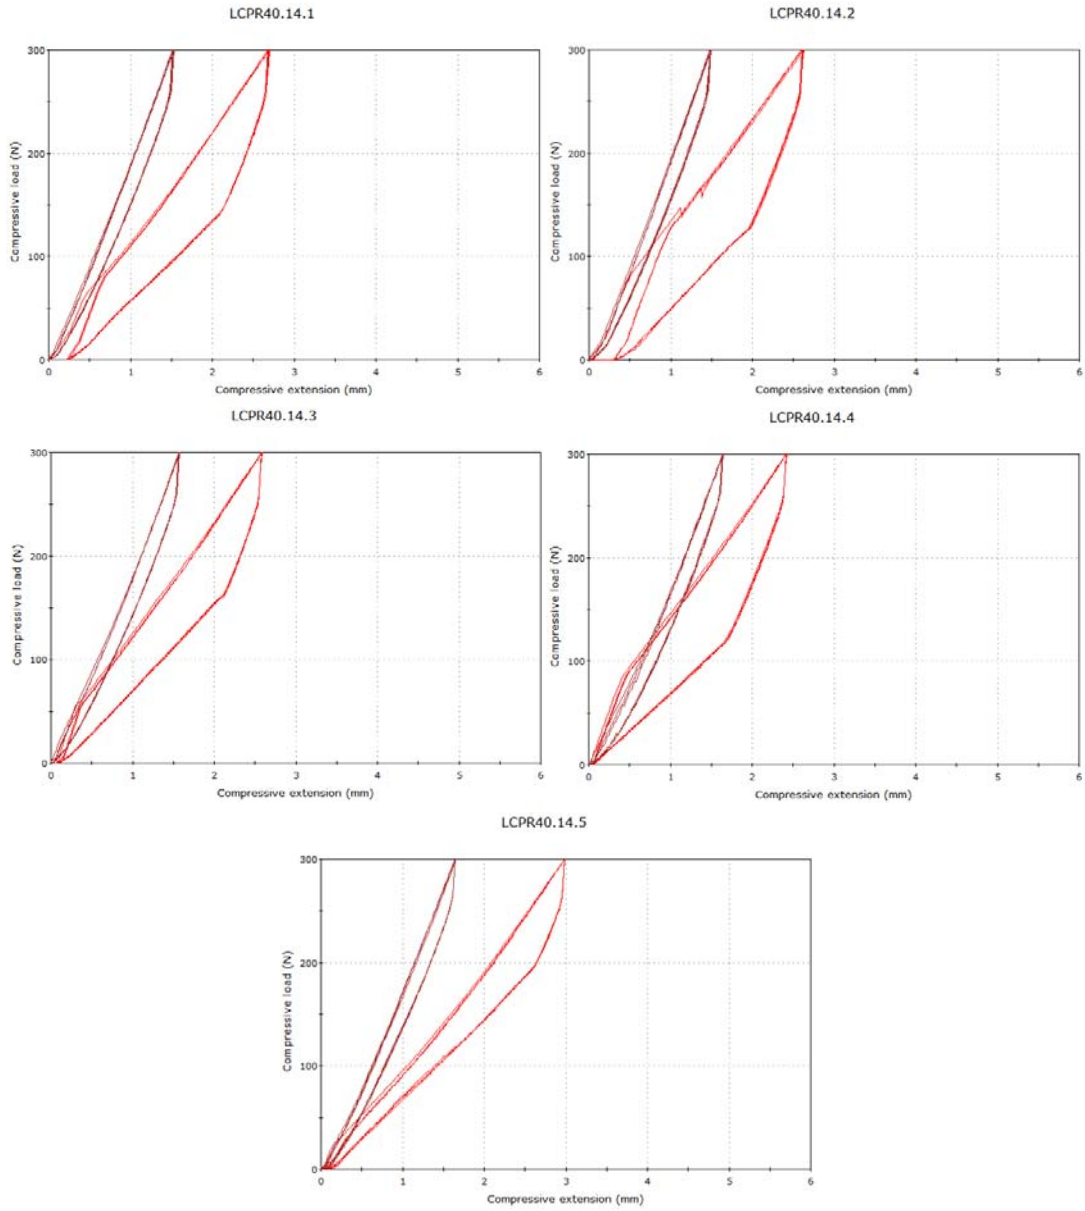 LCPR40.14.1
Compressive load (N)
300
200
100
0
0 1 2 3 4 5 6
Compressive extension (mm)
LCPR40.14.2
Compressive load (N)
300
200
100
0
0 1 2 3 4 5 6
Compressive extension (mm)
LCPR40.14.3
Compressive load (N)
300
200
100
0
0 1 2 3 4 5 6
Compressive extension (mm)
LCPR40.14.4
Compressive load (N)
300
200
100
0
0 1 2 3 4 5 6
Compressive extension (mm)
LCPR40.14.5
Compressive load (N)
300
200
100
0
0 1 2 3 4 5 6
Compressive extension (mm)